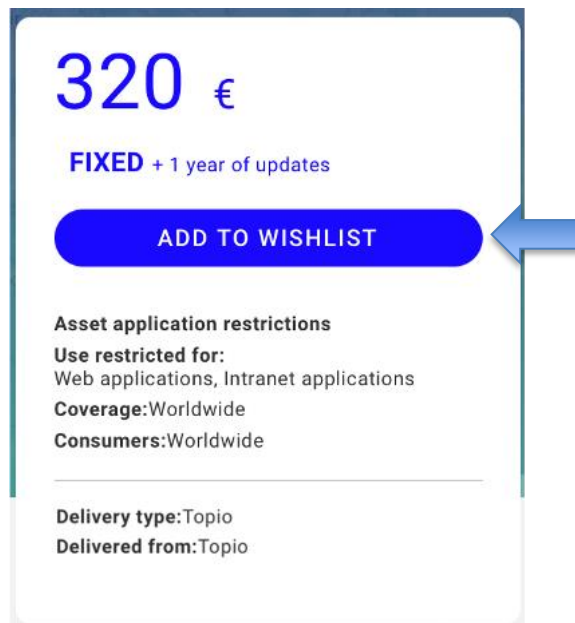 320 €
FIXED + 1 year of updates
ADD TO WISHLIST
Asset application restrictions
Use restricted for:
Web applications, Intranet applications
Coverage:Worldwide
Consumers:Worldwide
Delivery type:Topio
Delivered from:Topio